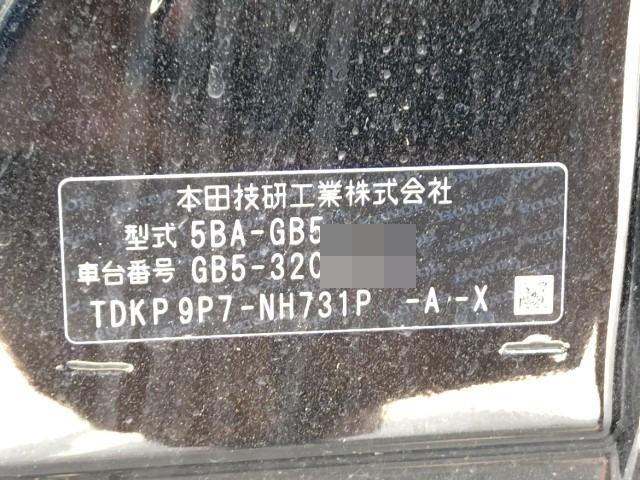 本田技研工業株式会社
型式 5BA-GB5
車台番号 GB5-320
TDKP9P7-NH731P -A -X